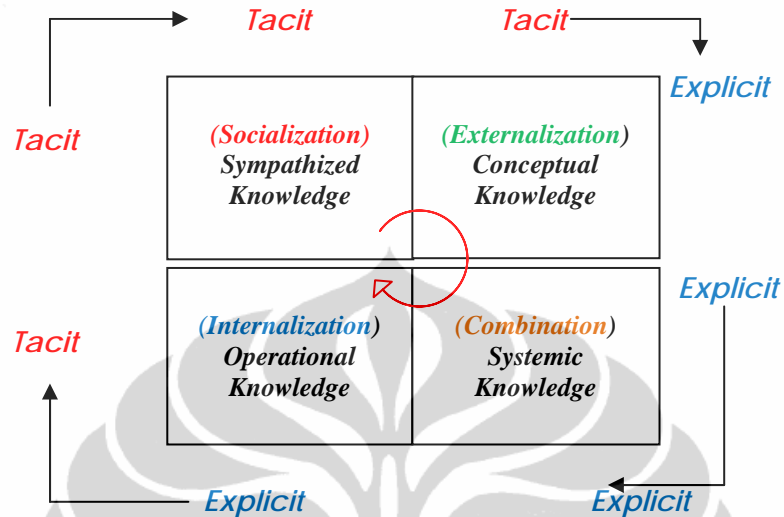 Tacit Tacit
Explicit
Tacit
(Socialization)
Sympathized
Knowledge
(Externalization)
Conceptual
Knowledge
Explicit
Tacit
(Internalization)
Operational
Knowledge
(Combination)
Systemic
Knowledge
Explicit Explicit